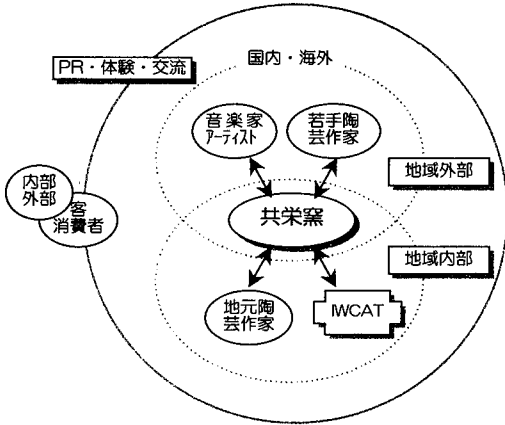 PR・体験・交流
国内・海外
音楽家
アーティスト
若手陶
芸作家
地域外部
内部
外部
客
消費者
共栄窯
地域内部
地元陶
芸作家
IWCAT